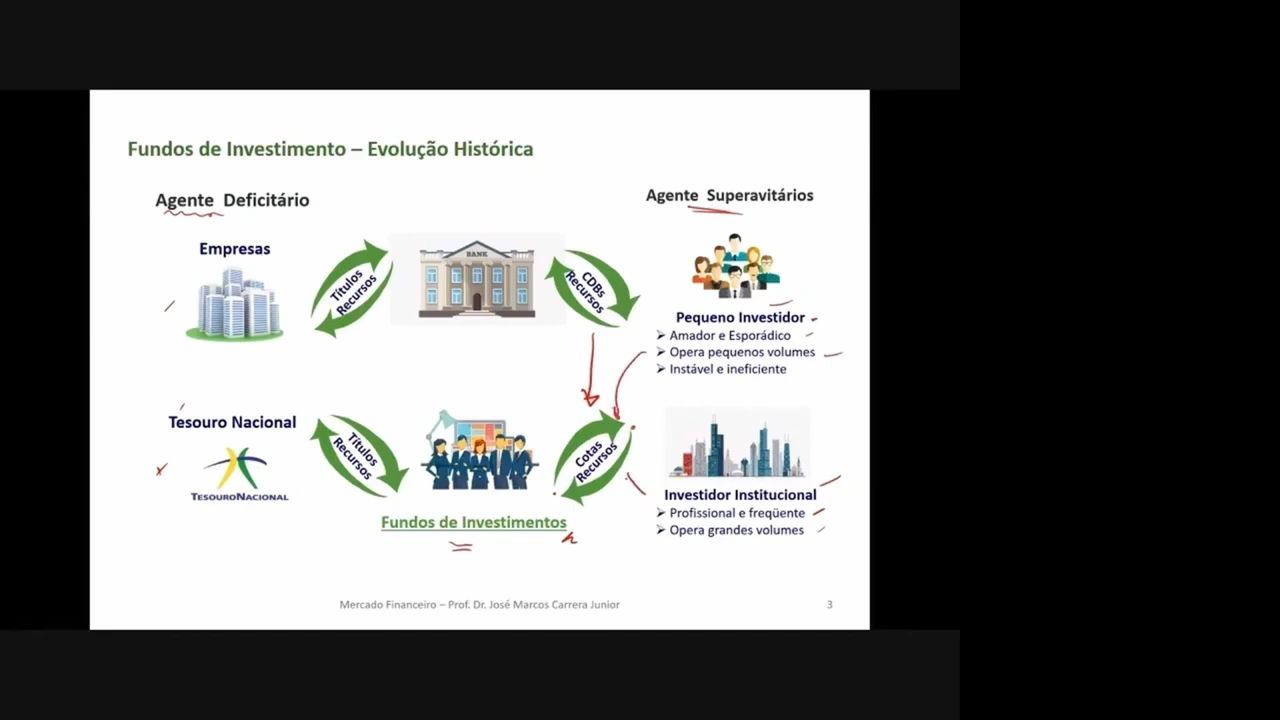 Fundos de Investimento – Evolução Histórica
Agente Deficitário
Agente Superavitários
Empresas
Títulos
Recursos
BANK
CDBs
Recursos
Pequeno Investidor
➢ Amador e Esporádico
➢ Opera pequenos volumes
➢ Instável e ineficiente
Tesouro Nacional
TESOURONACIONAL
Títulos
Recursos
Fundos de Investimentos
Cotas
Recursos
Investidor Institucional
➢ Profissional e freqüente
➢ Opera grandes volumes
Mercado Financeiro – Prof. Dr. José Marcos Carrera Junior
3